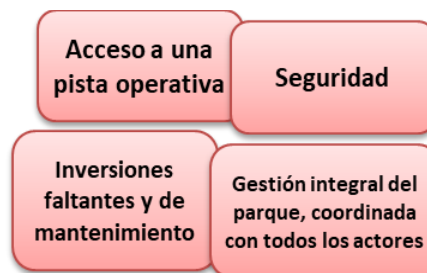 Acceso a una
pista operativa
Seguridad
Inversiones
faltantes y de
mantenimiento
Gestión integral del
parque, coordinada
con todos los actores